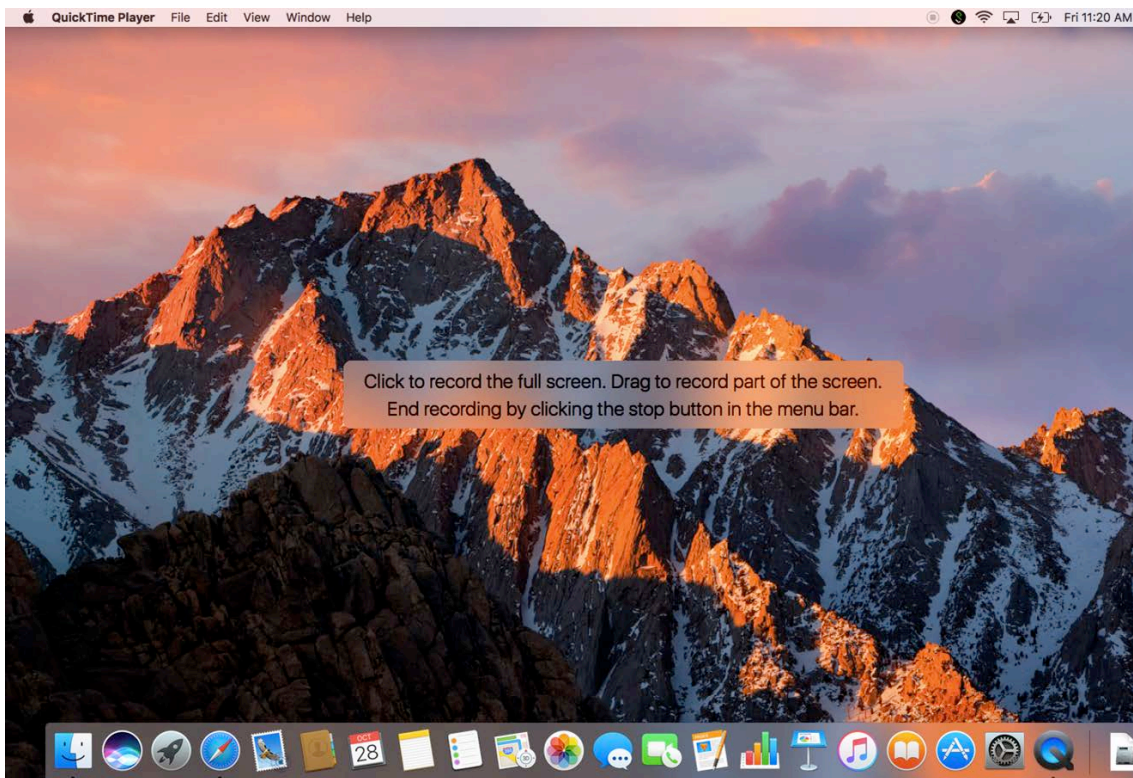 QuickTime Player File Edit View Window Help Fri 11:20 AM
Click to record the full screen. Drag to record part of the screen.
End recording by clicking the stop button in the menu bar.
OCT
28